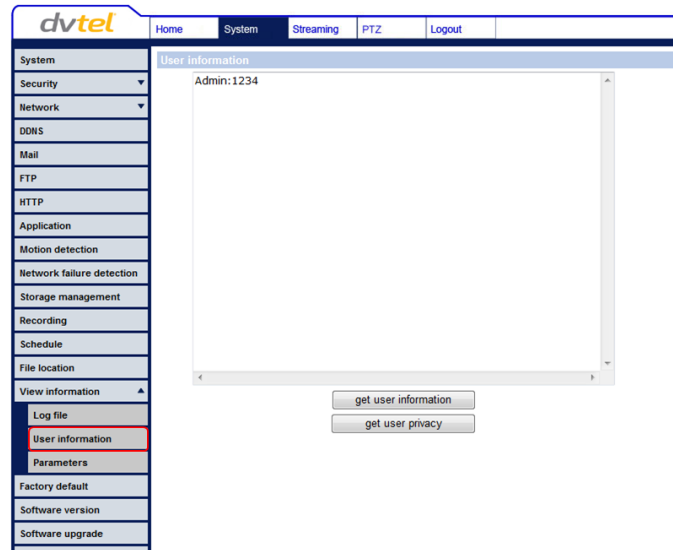 dvtel
Home System Streaming PTZ Logout
System
Security
Network
DDNS
Mail
FTP
HTTP
Application
Motion detection
Network failure detection
Storage management
Recording
Schedule
File location
View information
Log file
User information
Parameters
Factory default
Software version
Software upgrade
User information
Admin:1234
get user information
get user privacy